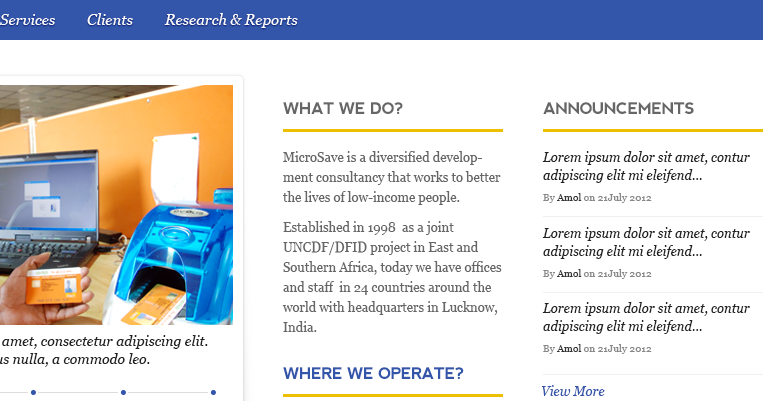 Services Clients Research & Reports
amet, consectetur adipiscing elit.
us nulla, a commodo leo.
WHAT WE DO?
MicroSave is a diversified develop-
ment consultancy that works to better
the lives of low-income people.
Established in 1998 as a joint
UNCDF/DFID project in East and
Southern Africa, today we have offices
and staff in 24 countries around the
world with headquarters in Lucknow,
India.
WHERE WE OPERATE?
ANNOUNCEMENTS
Lorem ipsum dolor sit amet, contur
adipiscing elit mi eleifend...
By Amol on 21July 2012
Lorem ipsum dolor sit amet, contur
adipiscing elit mi eleifend...
By Amol on 21July 2012
Lorem ipsum dolor sit amet, contur
adipiscing elit mi eleifend...
By Amol on 21July 2012
View More